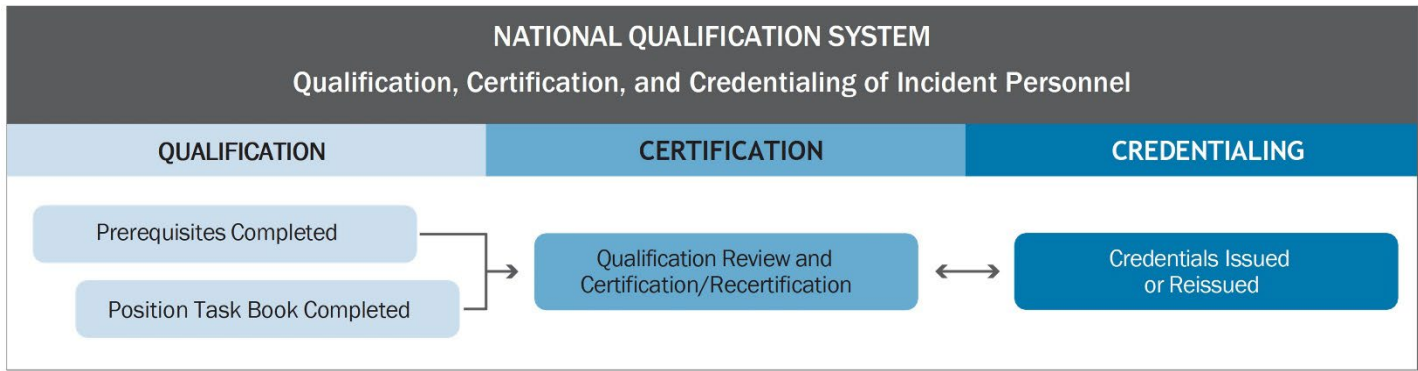 NATIONAL QUALIFICATION SYSTEM
Qualification, Certification, and Credentialing of Incident Personnel
QUALIFICATION
CERTIFICATION
CREDENTIALING
Prerequisites Completed
Position Task Book Completed
Qualification Review and
Certification/Recertification
Credentials Issued
or Reissued